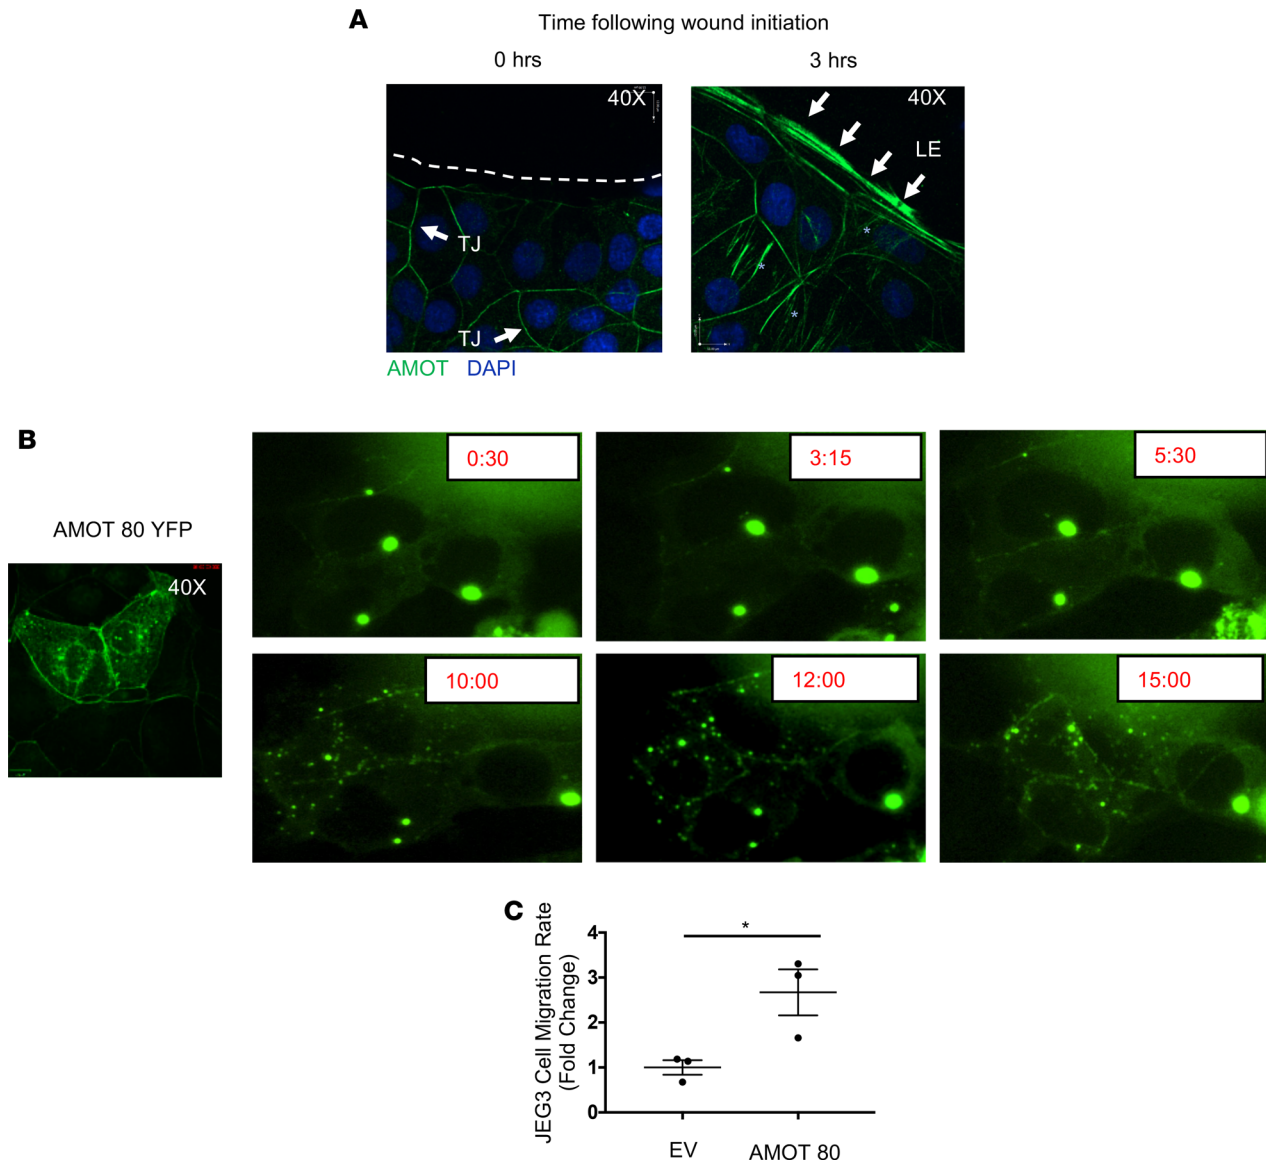 A
Time following wound initiation
0 hrs
3 hrs
40X
TJ
TJ
40X
LE
*
*
*
AMOT DAPI
B
AMOT 80 YFP
40X
0:30
3:15
5:30
10:00
12:00
15:00
C
JEG3 Cell Migration Rate
(Fold Change)
4
3
2
1
0
*
EV
AMOT 80